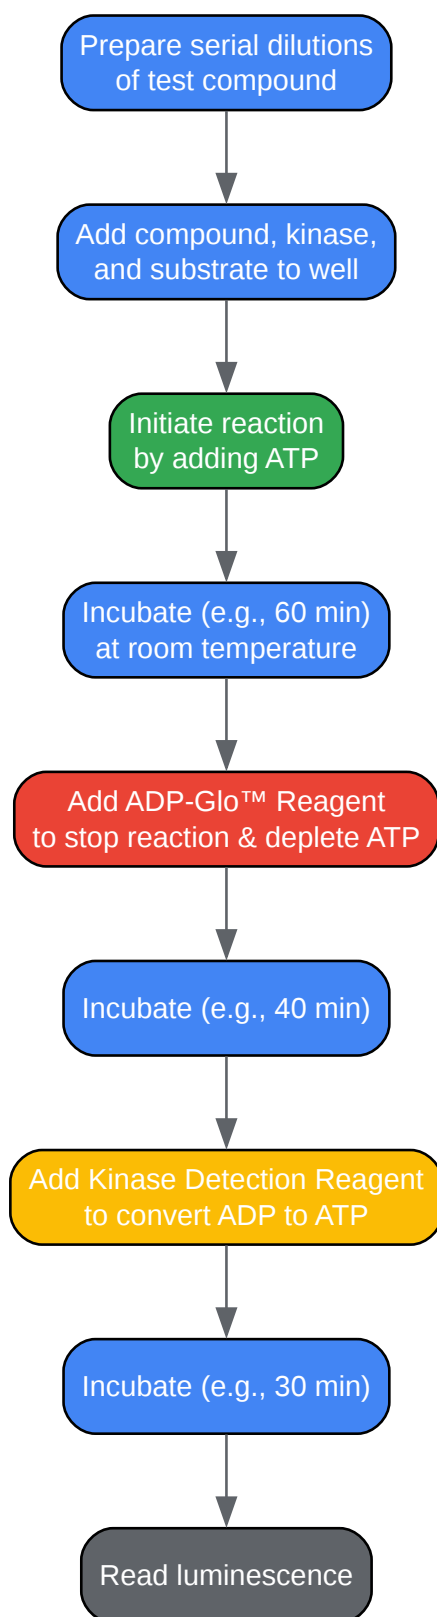 Prepare serial dilutions
of test compound
Add compound, kinase,
and substrate to well
Initiate reaction
by adding ATP
Incubate (e.g., 60 min)
at room temperature
Add ADP-Glo™ Reagent
to stop reaction & deplete ATP
Incubate (e.g., 40 min)
Add Kinase Detection Reagent
to convert ADP to ATP
Incubate (e.g., 30 min)
Read luminescence